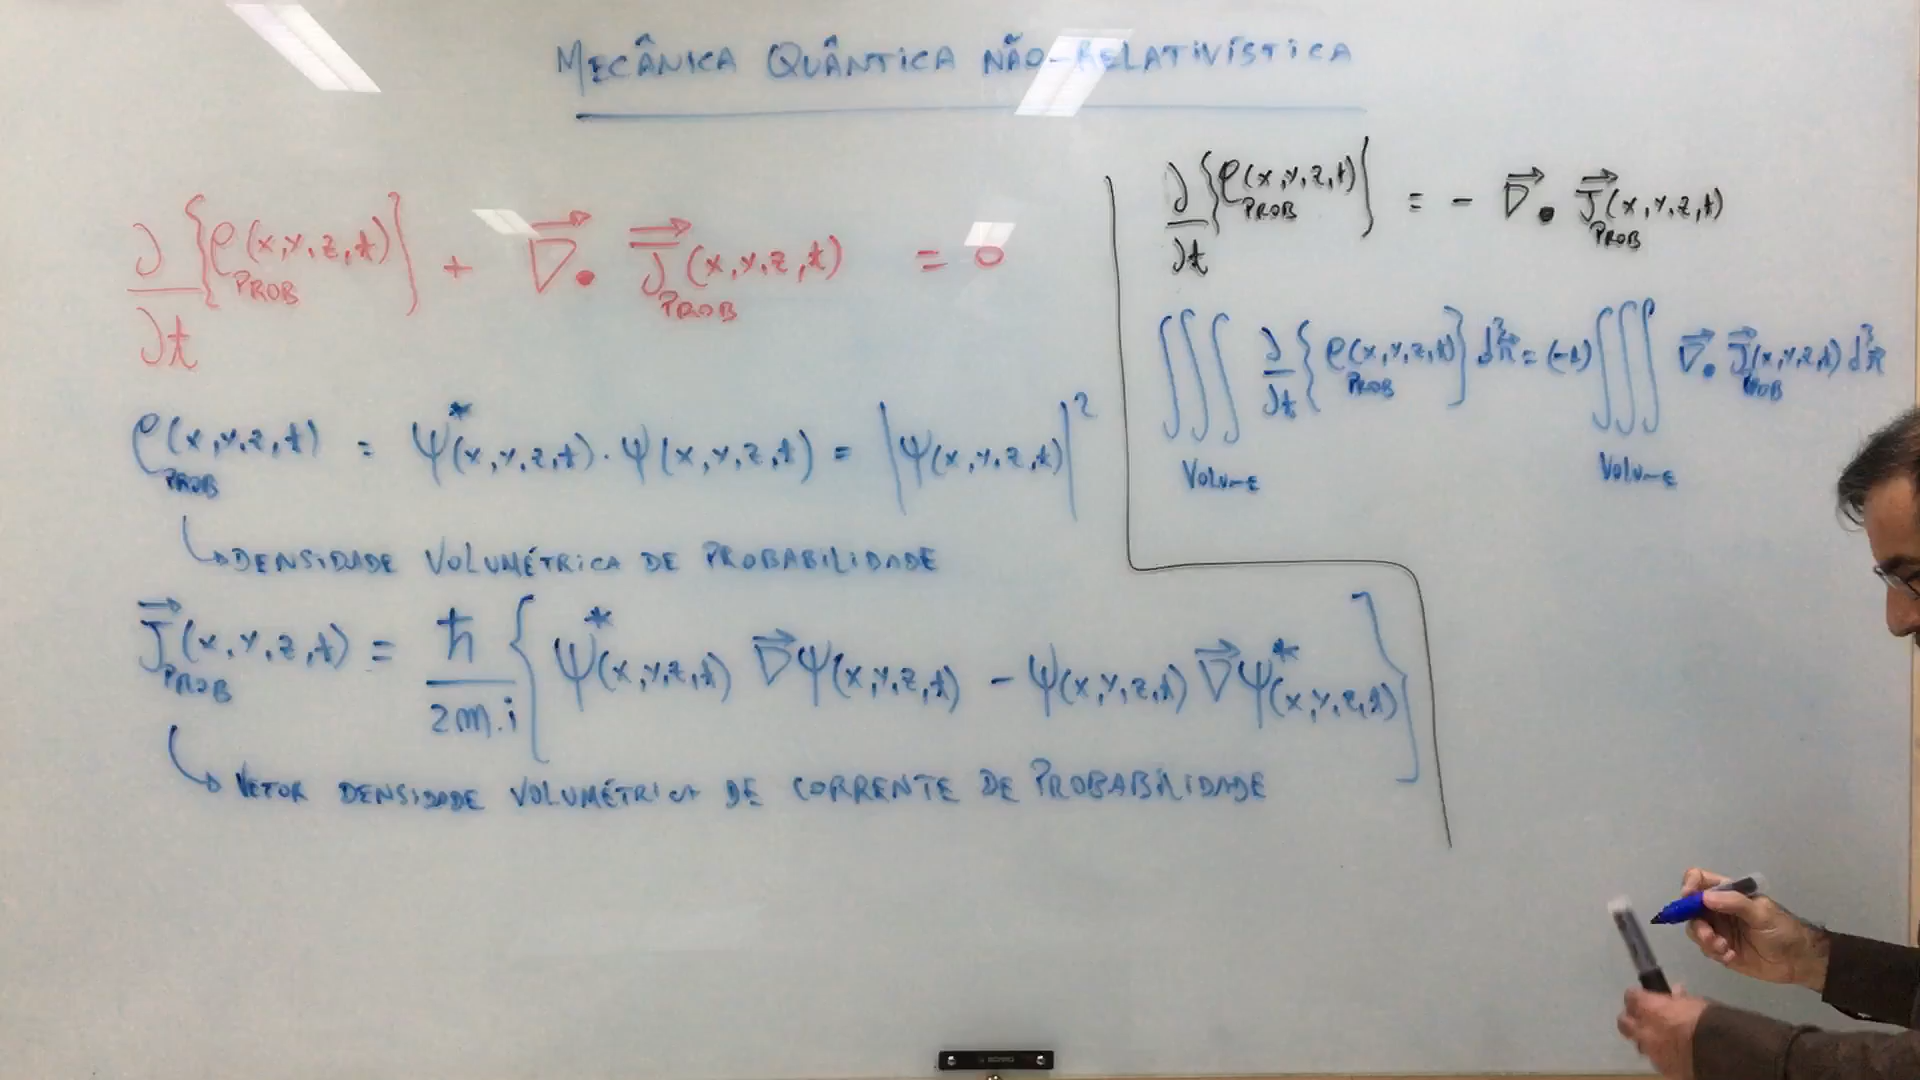 MECÂNICA QUÂNTICA NÃO-RELATIVÍSTICA
∂/∂t {ρ_PROB(x,y,z,t)} + ∇⃗ • J⃗_PROB(x,y,z,t) = 0
ρ_PROB(x,y,z,t) = ψ*(x,y,z,t) · ψ(x,y,z,t) = |ψ(x,y,z,t)|²
↳ DENSIDADE VOLUMÉTRICA DE PROBABILIDADE
J⃗_PROB(x,y,z,t) = ħ/2m.i {ψ*(x,y,z,t) ∇⃗ψ(x,y,z,t) - ψ(x,y,z,t) ∇⃗ψ*(x,y,z,t)}
↳ VETOR DENSIDADE VOLUMÉTRICA DE CORRENTE DE PROBABILIDADE
∂/∂t {ρ_PROB(x,y,z,t)} = - ∇⃗ • J⃗_PROB(x,y,z,t)
∭_VOLUME ∂/∂t {ρ_PROB(x,y,z,t)} d³r⃗ = (-1) ∭_VOLUME ∇⃗ • J⃗_PROB(x,y,z,t) d³r⃗